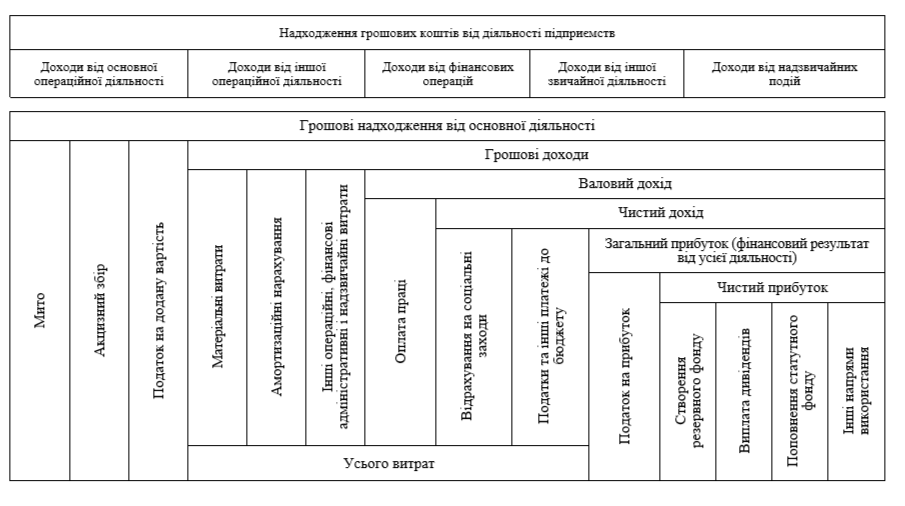 Надходження грошових коштів від діяльності підприємств
Доходи від основної
операційної діяльності
Доходи від іншої
операційної діяльності
Доходи від фінансових
операцій
Доходи від іншої
звичайної діяльності
Доходи від надзвичайних
подій
Грошові надходження від основної діяльності
Мито
Акцизний збір
Податок на додану вартість
Грошові доходи
Матеріальні витрати
Амортизаційні нарахування
Інші операційні, фінансові
адміністративні і надзвичайні витрати
Валовий дохід
Оплата праці
Чистий дохід
Відрахування на соціальні
заходи
Податки та інші платежі до
бюджету
Загальний прибуток (фінансовий результат
від усієї діяльності)
Податок на прибуток
Чистий прибуток
Створення
резервного фонду
Виплата дивідендів
Поповнення статутного
фонду
Інші напрями
використання
Усього витрат